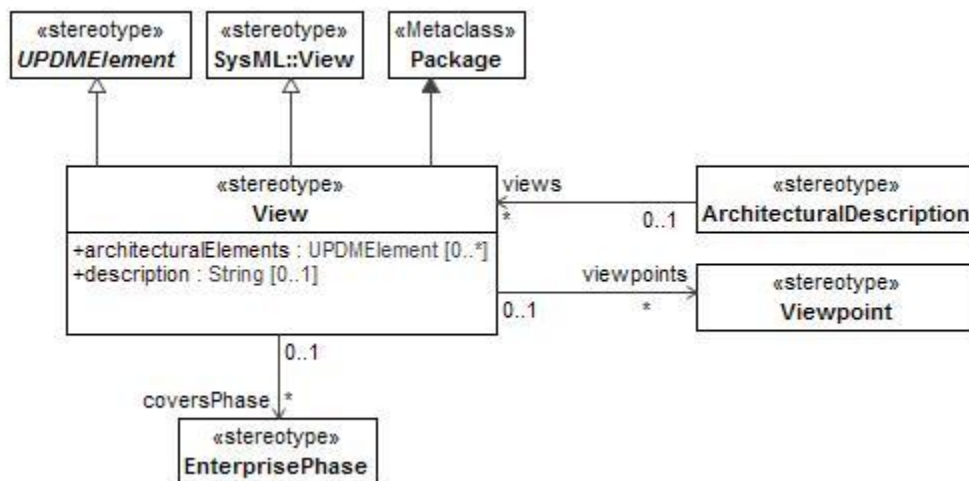 «stereotype»
UPDMElement
«stereotype»
SysML::View
«Metaclass»
Package
«stereotype»
View
+architecturalElements : UPDMElement [0..*]
+description : String [0..1]
views
*
0..1
«stereotype»
ArchitecturalDescription
viewpoints
0..1
*
«stereotype»
Viewpoint
0..1
coversPhase
*
«stereotype»
EnterprisePhase